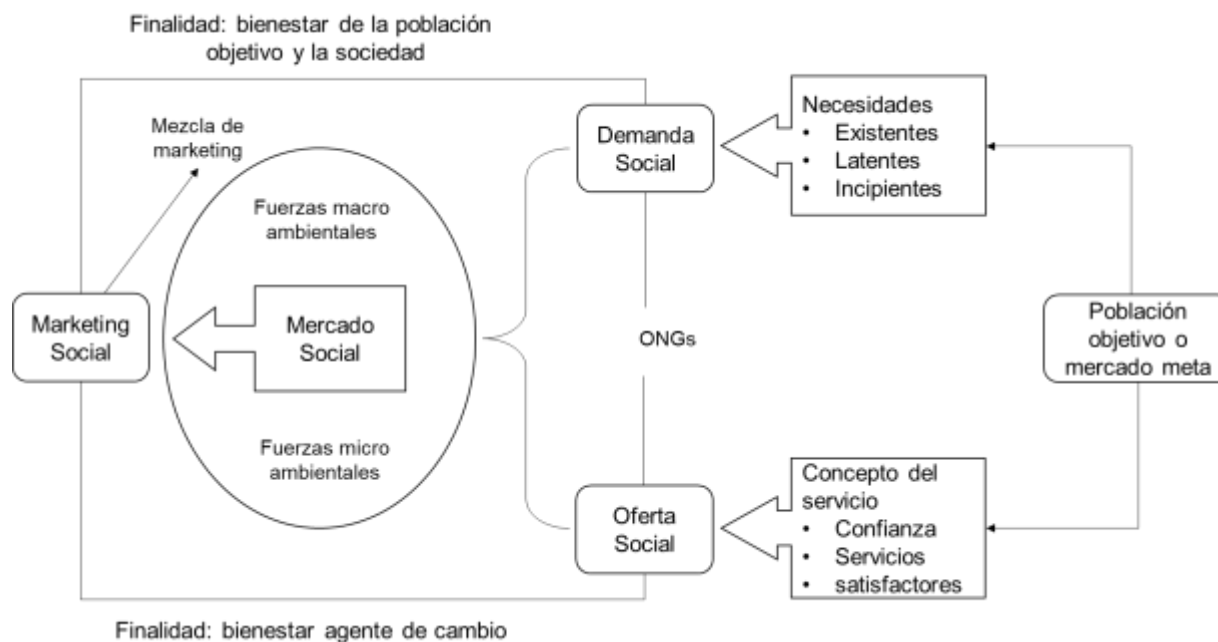 Finalidad: bienestar de la población
objetivo y la sociedad
Mezcla de
marketing
Fuerzas macro
ambientales
Marketing
Social
Mercado
Social
Fuerzas micro
ambientales
Demanda
Social
ONGs
Oferta
Social
Necesidades
• Existentes
• Latentes
• Incipientes
Población
objetivo o
mercado meta
Concepto del
servicio
• Confianza
• Servicios
• satisfactores
Finalidad: bienestar agente de cambio